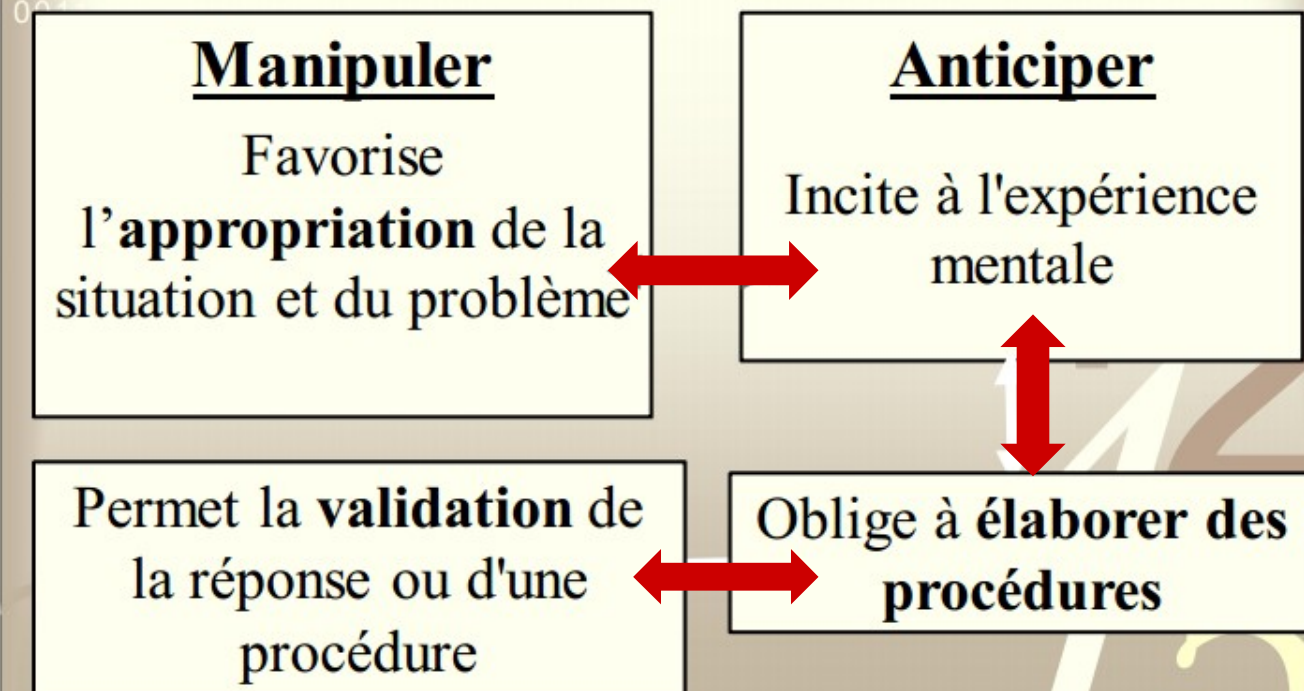 Manipuler
Favorise
l’appropriation de la
situation et du problème
Anticiper
Incite à l'expérience
mentale
Permet la validation de
la réponse ou d'une
procédure
Oblige à élaborer des
procédures